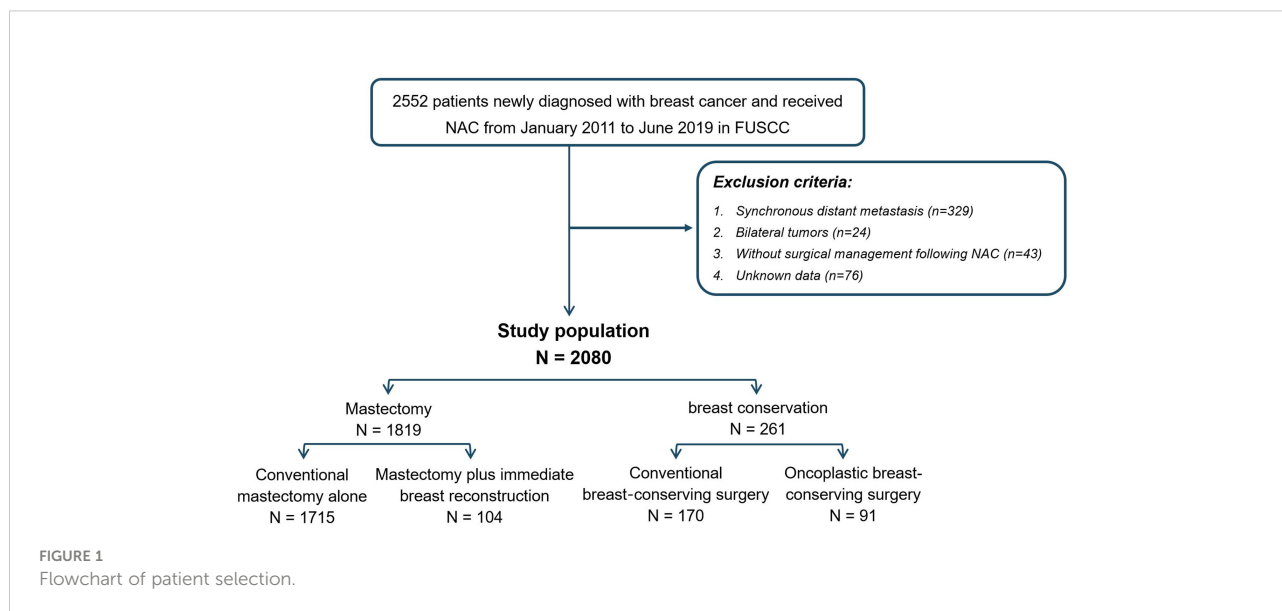 2552 patients newly diagnosed with breast cancer and received
NAC from January 2011 to June 2019 in FUSCC
Exclusion criteria:
1. Synchronous distant metastasis (n=329)
2. Bilateral tumors (n=24)
3. Without surgical management following NAC (n=43)
4. Unknown data (n=76)
Study population
N = 2080
Mastectomy
N = 1819
breast conservation
N = 261
Conventional
mastectomy alone
N = 1715
Mastectomy plus immediate
breast reconstruction
N = 104
Conventional
breast-conserving surgery
N = 170
Oncoplastic breast-
conserving surgery
N = 91
FIGURE 1
Flowchart of patient selection.